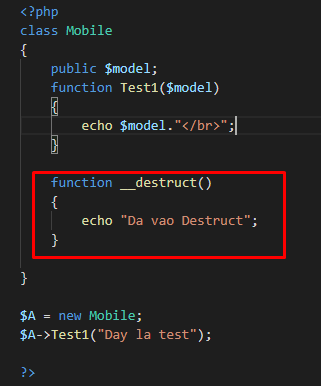 <?php
class Mobile
{
public $model;
function Test1($model)
{
echo $model."</br>";
}
function __destruct()
{
echo "Da vao Destruct";
}
}
$A = new Mobile;
$A->Test1("Day la test");
?>